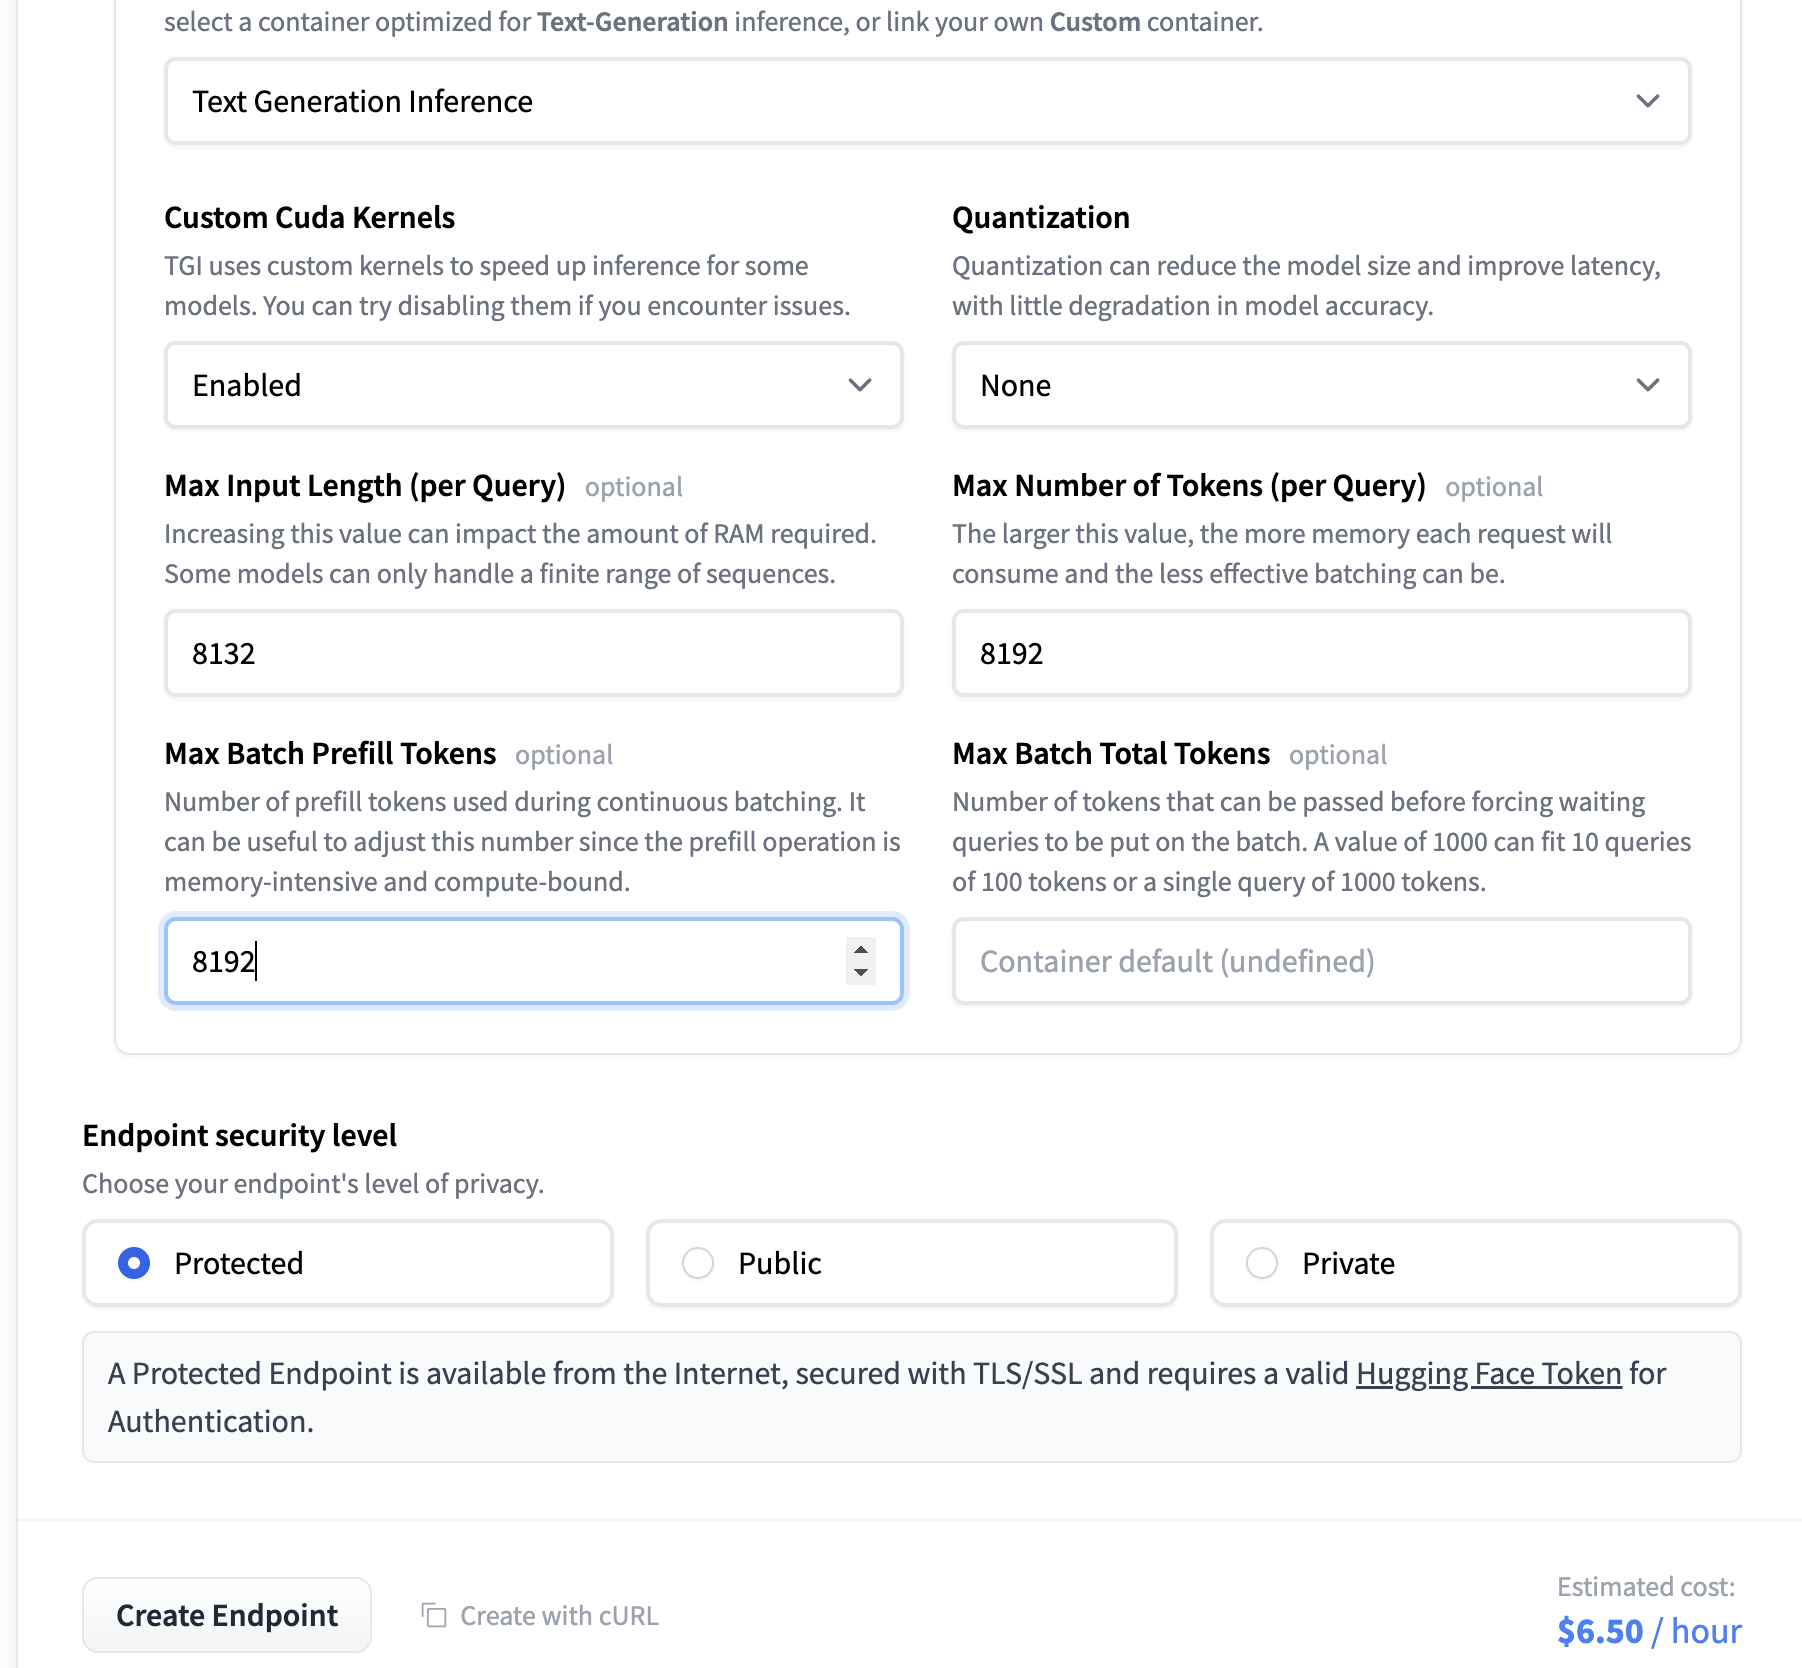 select a container optimized for Text-Generation inference, or link your own Custom container.
Text Generation Inference
Custom Cuda Kernels
TGI uses custom kernels to speed up inference for some
models. You can try disabling them if you encounter issues.
Enabled
Quantization
Quantization can reduce the model size and improve latency,
with little degradation in model accuracy.
None
Max Input Length (per Query) optional
Increasing this value can impact the amount of RAM required.
Some models can only handle a finite range of sequences.
8132
Max Number of Tokens (per Query) optional
The larger this value, the more memory each request will
consume and the less effective batching can be.
8192
Max Batch Prefill Tokens optional
Number of prefill tokens used during continuous batching. It
can be useful to adjust this number since the prefill operation is
memory-intensive and compute-bound.
8192
Max Batch Total Tokens optional
Number of tokens that can be passed before forcing waiting
queries to be put on the batch. A value of 1000 can fit 10 queries
of 100 tokens or a single query of 1000 tokens.
Container default (undefined)
Endpoint security level
Choose your endpoint's level of privacy.
Protected
Public
Private
A Protected Endpoint is available from the Internet, secured with TLS/SSL and requires a valid Hugging Face Token for
Authentication.
Create Endpoint
Create with cURL
Estimated cost:
$6.50 / hour